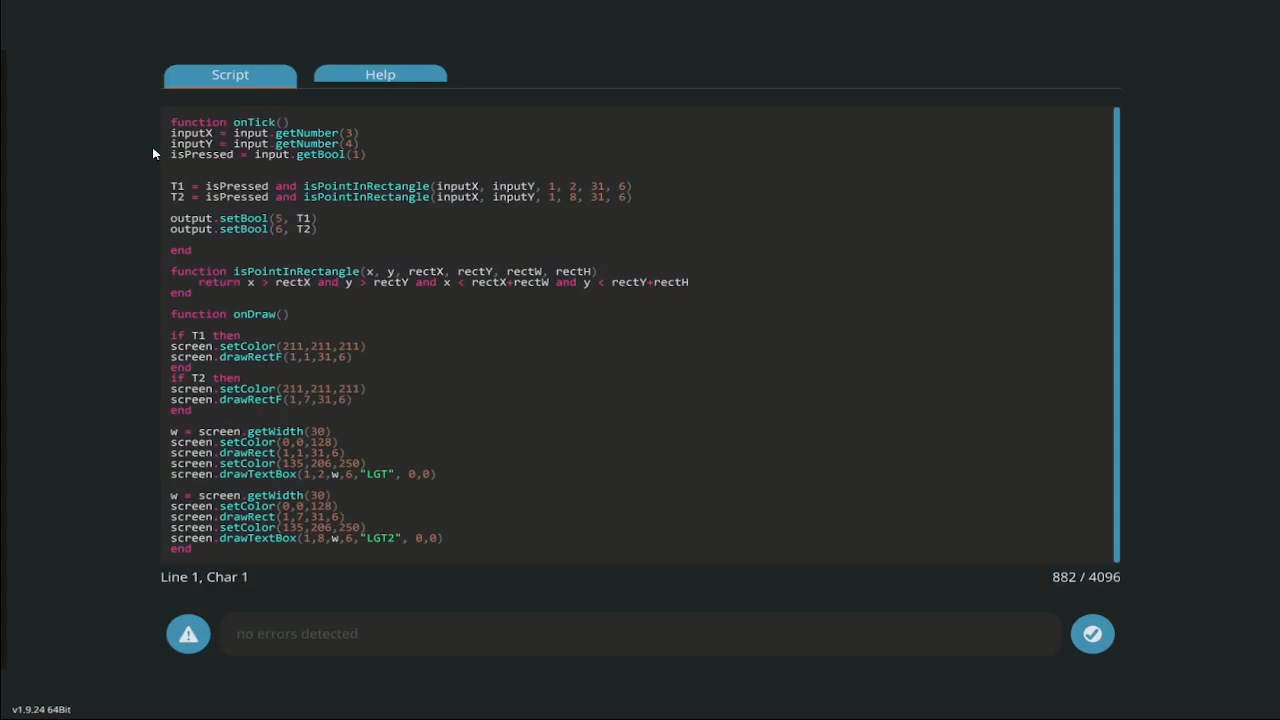 Script
Help
function onTick()
inputX = input.getNumber(3)
inputY = input.getNumber(4)
isPressed = input.getBool(1)
T1 = isPressed and isPointInRectangle(inputX, inputY, 1, 2, 31, 6)
T2 = isPressed and isPointInRectangle(inputX, inputY, 1, 8, 31, 6)
output.setBool(5, T1)
output.setBool(6, T2)
end
function isPointInRectangle(x, y, rectX, rectY, rectW, rectH)
return x > rectX and y > rectY and x < rectX+rectW and y < rectY+rectH
end
function onDraw()
if T1 then
screen.setColor(211,211,211)
screen.drawRectF(1,1,31,6)
end
if T2 then
screen.setColor(211,211,211)
screen.drawRectF(1,7,31,6)
end
w = screen.getWidth(30)
screen.setColor(0,0,128)
screen.drawRect(1,1,31,6)
screen.setColor(135,206,250)
screen.drawTextBox(1,2,w,6,"LGT", 0,0)
w = screen.getWidth(30)
screen.setColor(0,0,128)
screen.drawRect(1,7,31,6)
screen.setColor(135,206,250)
screen.drawTextBox(1,8,w,6,"LGT2", 0,0)
end
Line 1, Char 1
882 / 4096
no errors detected
v1.9.24 64Bit